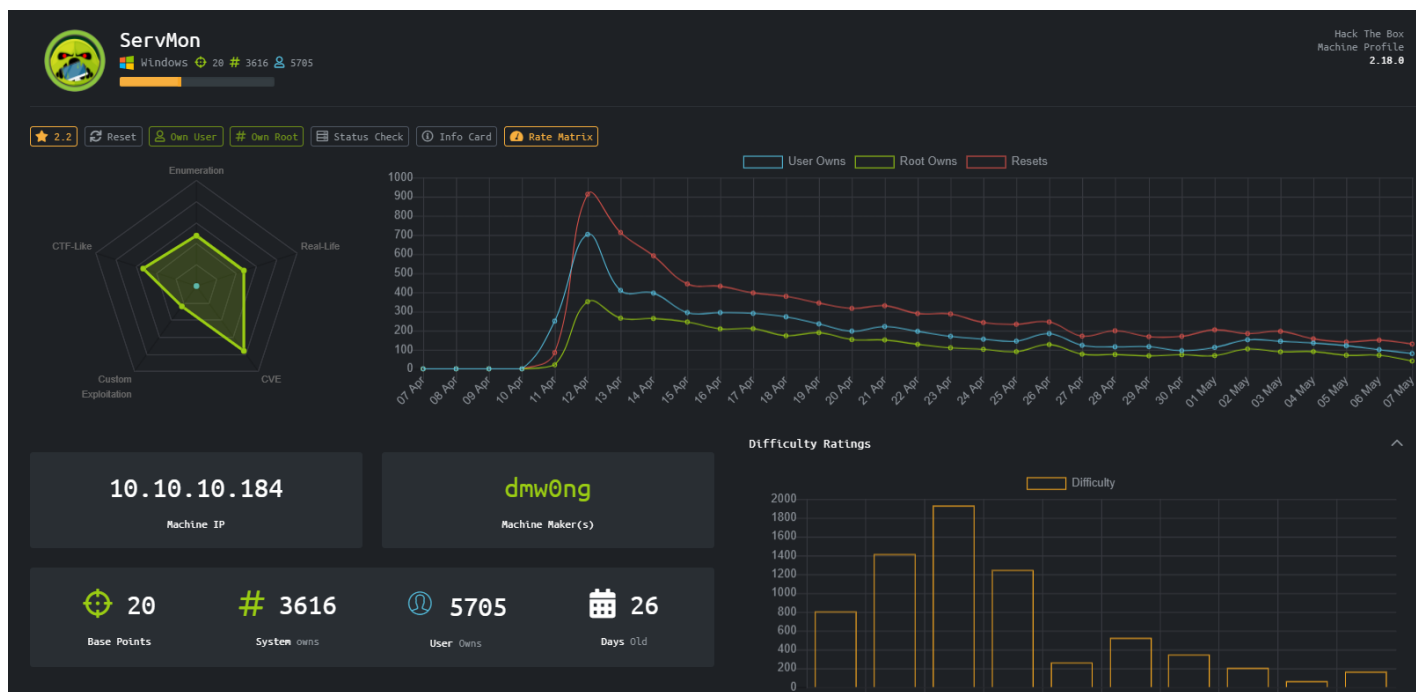 ServMon
Windows 20 # 3616 5705
Hack The Box
Machine Profile
2.18.0
2.2 Reset Own User # Own Root Status Check Info Card Rate Matrix
Enumeration
CTF-Like
Real-Life
Custom
Exploitation
CVE
User Owns Root Owns Resets
1000
900
800
700
600
500
400
300
200
100
0
07 Apr 08 Apr 09 Apr 10 Apr 11 Apr 12 Apr 13 Apr 14 Apr 15 Apr 16 Apr 17 Apr 18 Apr 19 Apr 20 Apr 21 Apr 22 Apr 23 Apr 24 Apr 25 Apr 26 Apr 27 Apr 28 Apr 29 Apr 30 Apr 01 May 02 May 03 May 04 May 05 May 06 May 07 May
10.10.10.184
Machine IP
dmw0ng
Machine Maker(s)
20 # 3616 5705 26
Base Points System owns User Owns Days Old
Difficulty Ratings
Difficulty
2000
1800
1600
1400
1200
1000
800
600
400
200
0